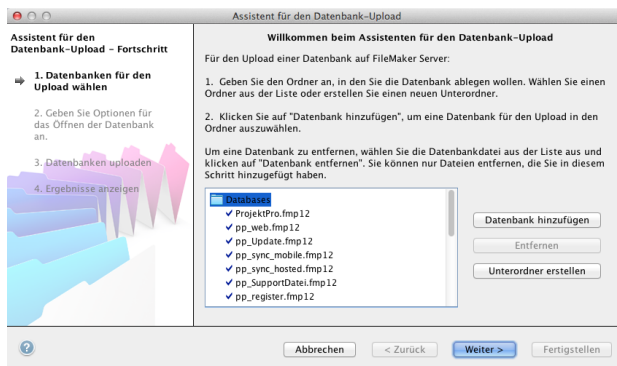 Assistent für den Datenbank-Upload
Assistent für den
Datenbank-Upload – Fortschritt
1. Datenbanken für den
Upload wählen
2. Geben Sie Optionen für
das Öffnen der Datenbank
an.
3. Datenbanken uploaden
4. Ergebnisse anzeigen
Willkommen beim Assistenten für den Datenbank-Upload
Für den Upload einer Datenbank auf FileMaker Server:
1. Geben Sie den Ordner an, in den Sie die Datenbank ablegen wollen. Wählen Sie einen
Ordner aus der Liste oder erstellen Sie einen neuen Unterordner.
2. Klicken Sie auf "Datenbank hinzufügen", um eine Datenbank für den Upload in den
Ordner auszuwählen.
Um eine Datenbank zu entfernen, wählen Sie die Datenbankdatei aus der Liste aus und
klicken auf "Datenbank entfernen". Sie können nur Dateien entfernen, die Sie in diesem
Schritt hinzugefügt haben.
Databases
ProjektPro.fmp12
pp_web.fmp12
pp_Update.fmp12
pp_sync_mobile.fmp12
pp_sync_hosted.fmp12
pp_SupportDatei.fmp12
pp_register.fmp12
Datenbank hinzufügen
Entfernen
Unterordner erstellen
?
Abbrechen
< Zurück
Weiter >
Fertigstellen